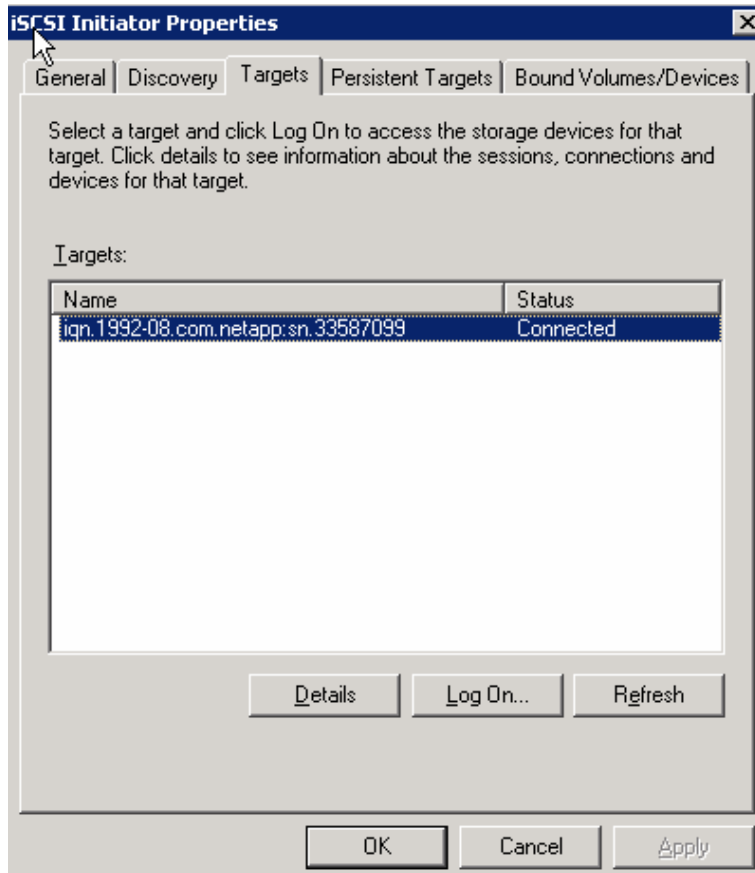 iSCSI Initiator Properties
General Discovery Targets Persistent Targets Bound Volumes/Devices
Select a target and click Log On to access the storage devices for that
target. Click details to see information about the sessions, connections and
devices for that target.
Targets:
Name Status
iqn.1992-08.com.netapp:sn.33587099 Connected
Details Log On... Refresh
OK Cancel Apply